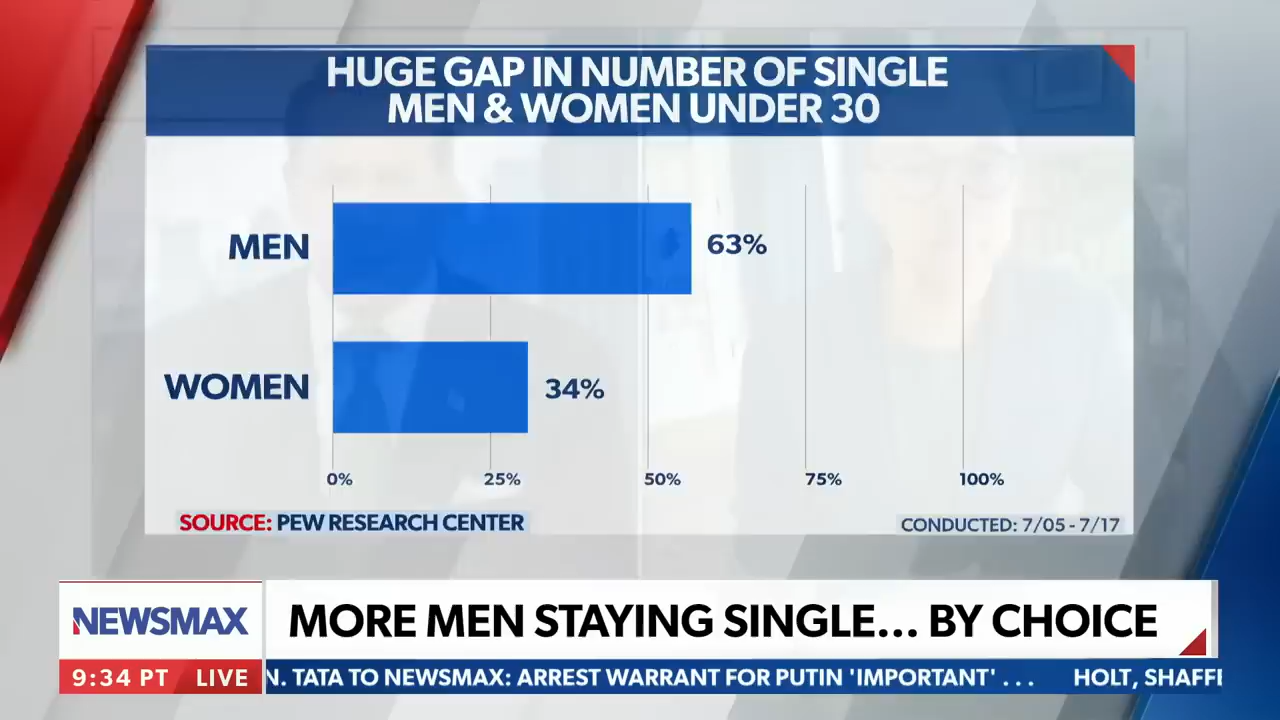 HUGE GAP IN NUMBER OF SINGLE
MEN & WOMEN UNDER 30
MEN
63%
WOMEN
34%
0% 25% 50% 75% 100%
SOURCE: PEW RESEARCH CENTER
CONDUCTED: 7/05 - 7/17
NEWSMAX
MORE MEN STAYING SINGLE... BY CHOICE
9:34 PT LIVE
N. TATA TO NEWSMAX: ARREST WARRANT FOR PUTIN 'IMPORTANT' . . . HOLT, SHAFFE